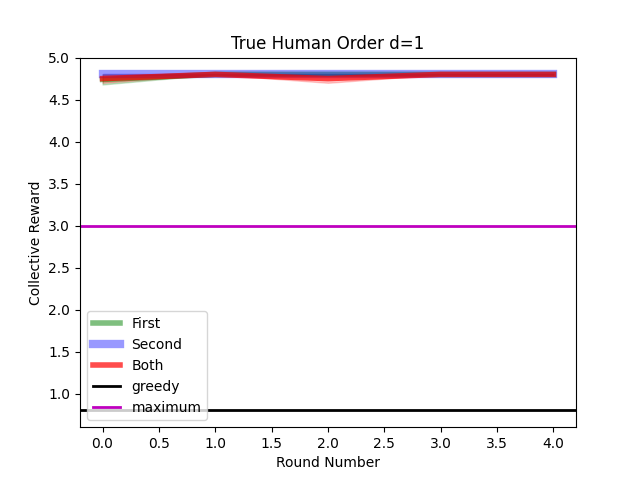 True Human Order d=1
Collective Reward
5.0
4.5
4.0
3.5
3.0
2.5
2.0
1.5
1.0
First
Second
Both
greedy
maximum
0.0 0.5 1.0 1.5 2.0 2.5 3.0 3.5 4.0
Round Number